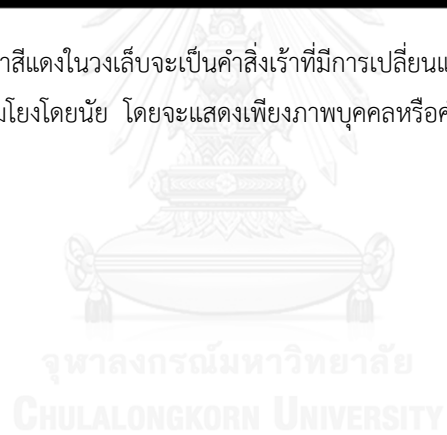 าสีแดงในวงเล็บจะเป็นคำสิ่งเร้าที่มีการเปลี่ยนแ
มโยงโดยนัย โดยจะแสดงเพียงภาพบุคคลหรือคำ
จุฬาลงกรณ์มหาวิทยาลัย
CHULALONGKORN UNIVERSITY